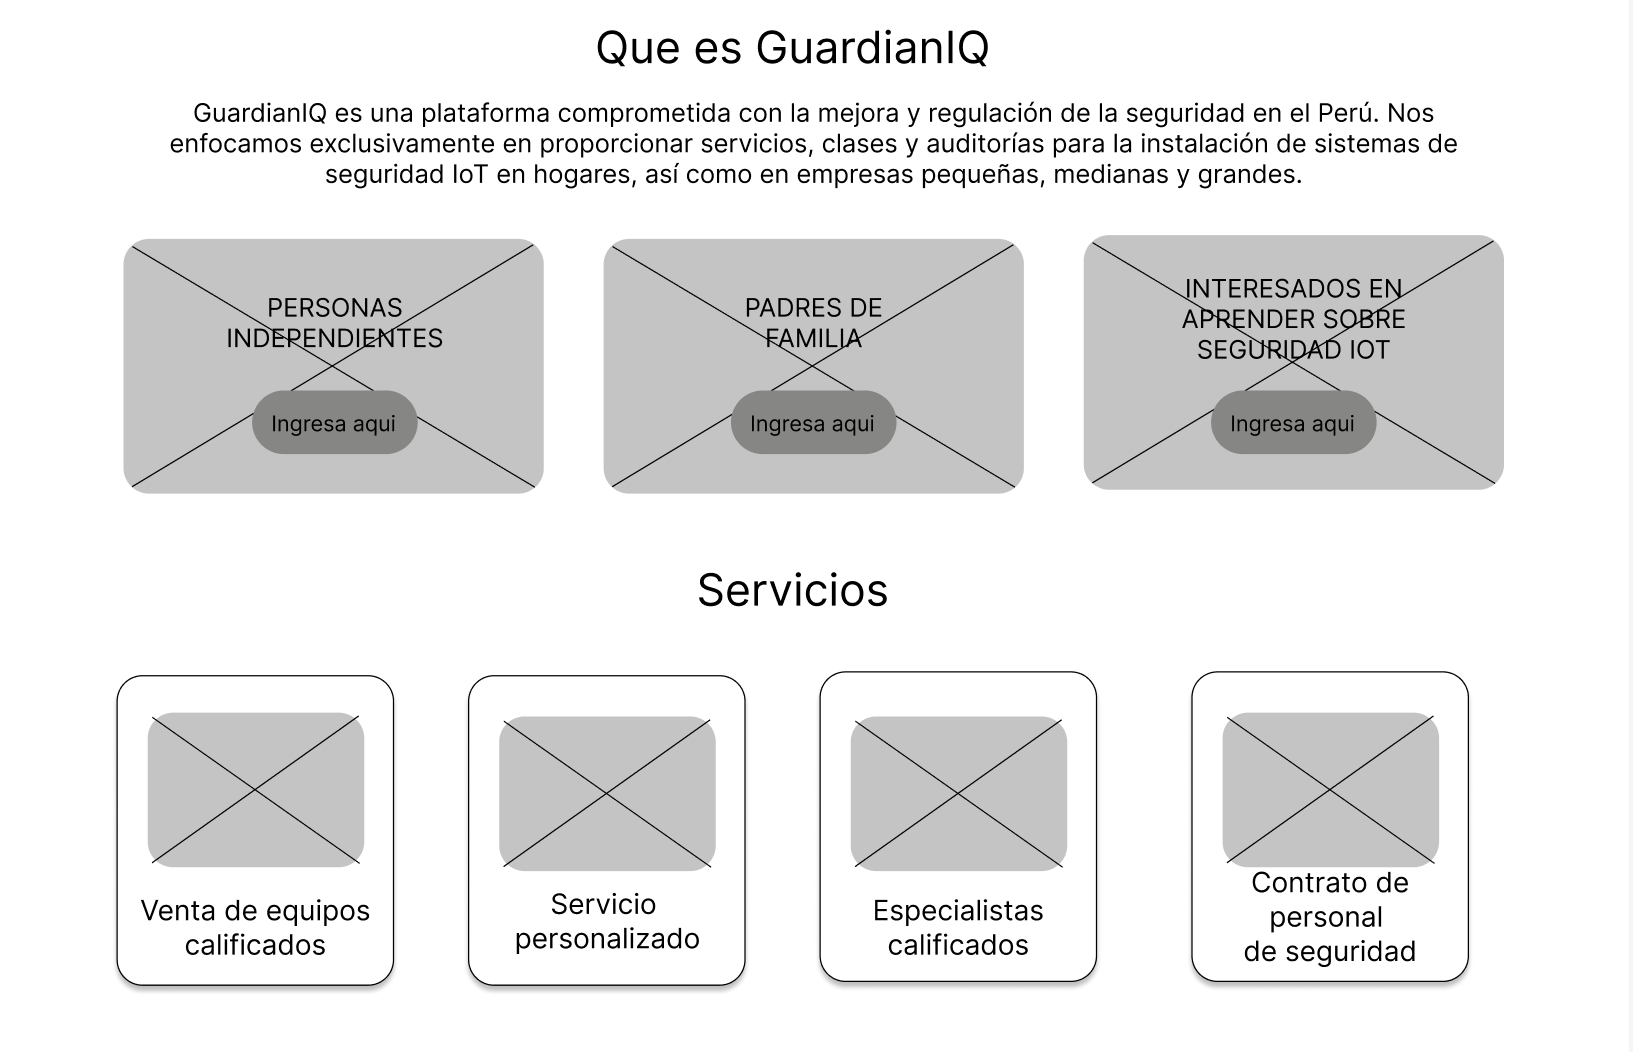 Que es GuardianIQ
GuardianIQ es una plataforma comprometida con la mejora y regulación de la seguridad en el Perú. Nos
enfocamos exclusivamente en proporcionar servicios, clases y auditorías para la instalación de sistemas de
seguridad IoT en hogares, así como en empresas pequeñas, medianas y grandes.
PERSONAS
INDEPENDIENTES
Ingresa aqui
PADRES DE
FAMILIA
Ingresa aqui
INTERESADOS EN
APRENDER SOBRE
SEGURIDAD IOT
Ingresa aqui
Servicios
Venta de equipos
calificados
Servicio
personalizado
Especialistas
calificados
Contrato de
personal
de seguridad